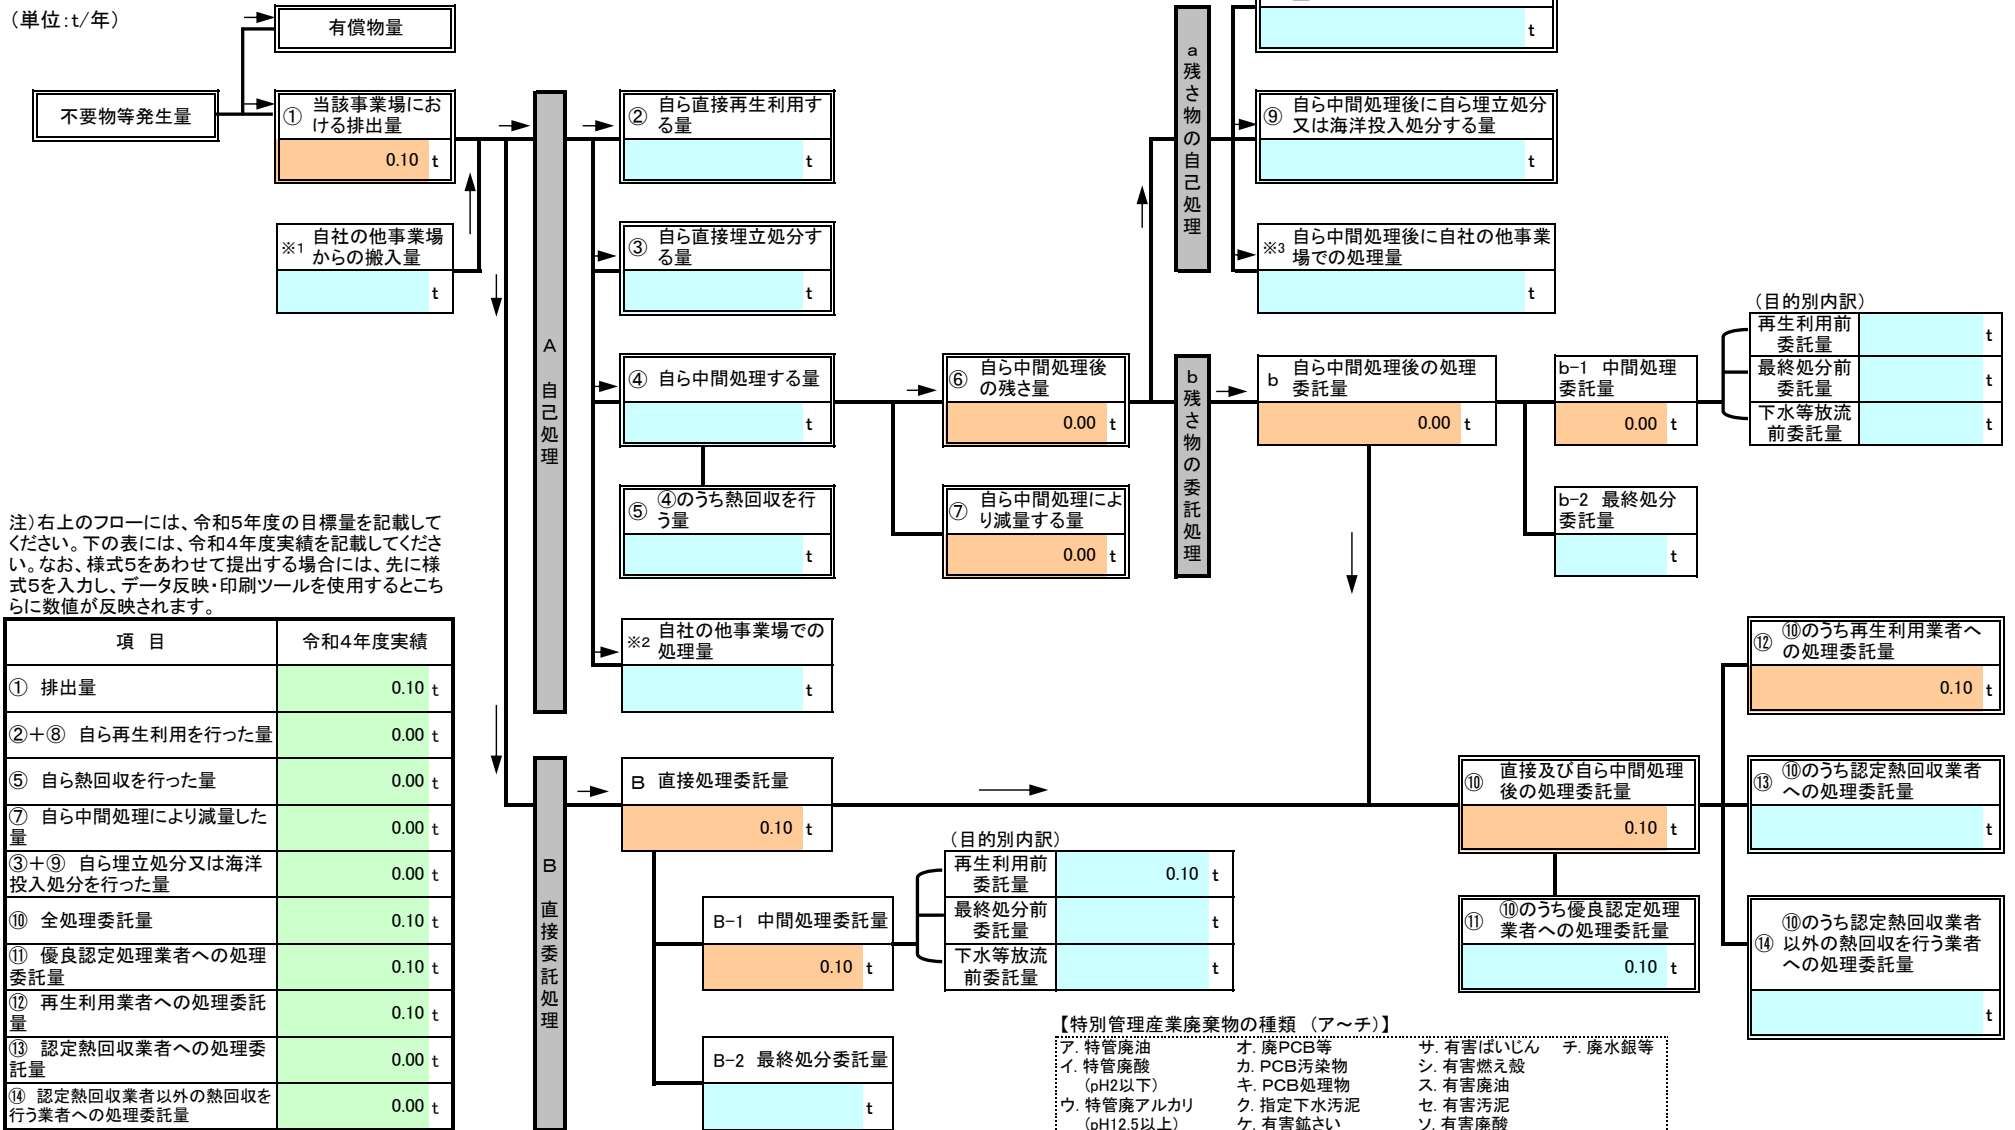 （単位：t/年）
有償物量
不要物等発生量
① 当該事業場にお
ける排出量
0.10 t
※1 自社の他事業場
からの搬入量
t
A 自己処理
② 自ら直接再生利用す
る量
t
③ 自ら直接埋立処分す
る量
t
④ 自ら中間処理する量
t
⑤ ④のうち熱回収を行
う量
t
※2 自社の他事業場での
処理量
t
⑥ 自ら中間処理後
の残さ量
0.00 t
⑦ 自ら中間処理によ
り減量する量
0.00 t
a 残さ物の自己処理
t
⑨ 自ら中間処理後に自ら埋立処分
又は海洋投入処分する量
t
※3 自ら中間処理後に自社の他事業
場での処理量
t
b 残さ物の委託処理
b 自ら中間処理後の処理
委託量
0.00 t
b-1 中間処理
委託量
0.00 t
b-2 最終処分
委託量
t
（目的別内訳）
再生利用前
委託量
t
最終処分前
委託量
t
下水等放流
前委託量
t
注）右上のフローには、令和5年度の目標量を記載して
ください。下の表には、令和4年度実績を記載してくださ
い。なお、様式5をあわせて提出する場合には、先に様
式5を入力し、データ反映・印刷ツールを使用するとこち
らに数値が反映されます。
項 目 令和4年度実績
① 排出量 0.10 t
②＋⑧ 自ら再生利用を行った量 0.00 t
⑤ 自ら熱回収を行った量 0.00 t
⑦ 自ら中間処理により減量した
量 0.00 t
③＋⑨ 自ら埋立処分又は海洋
投入処分を行った量 0.00 t
⑩ 全処理委託量 0.10 t
⑪ 優良認定処理業者への処理
委託量 0.10 t
⑫ 再生利用業者への処理委託
量 0.10 t
⑬ 認定熱回収業者への処理委
託量 0.00 t
⑭ 認定熱回収業者以外の熱回収を
行う業者への処理委託量 0.00 t
B 直接委託処理
B 直接処理委託量
0.10 t
B-1 中間処理委託量
0.10 t
B-2 最終処分委託量
t
（目的別内訳）
再生利用前
委託量
0.10 t
最終処分前
委託量
t
下水等放流
前委託量
t
⑩ 直接及び自ら中間処理
後の処理委託量
0.10 t
⑪ ⑩のうち優良認定処理
業者への処理委託量
0.10 t
⑫ ⑩のうち再生利用業者へ
の処理委託量
0.10 t
⑬ ⑩のうち認定熱回収業者
への処理委託量
t
⑭ ⑩のうち認定熱回収業者
以外の熱回収を行う業者
への処理委託量
t
【特別管理産業廃棄物の種類 （ア～チ）】
ア. 特管廃油 オ. 廃PCB等 サ. 有害ばいじん チ. 廃水銀等
イ. 特管廃酸 カ. PCB汚染物 シ. 有害燃え殻
（pH2以下） キ. PCB処理物 ス. 有害廃油
ウ. 特管廃アルカリ ク. 指定下水汚泥 セ. 有害汚泥
（pH12.5以上） ケ. 有害鉱さい ソ. 有害廃酸